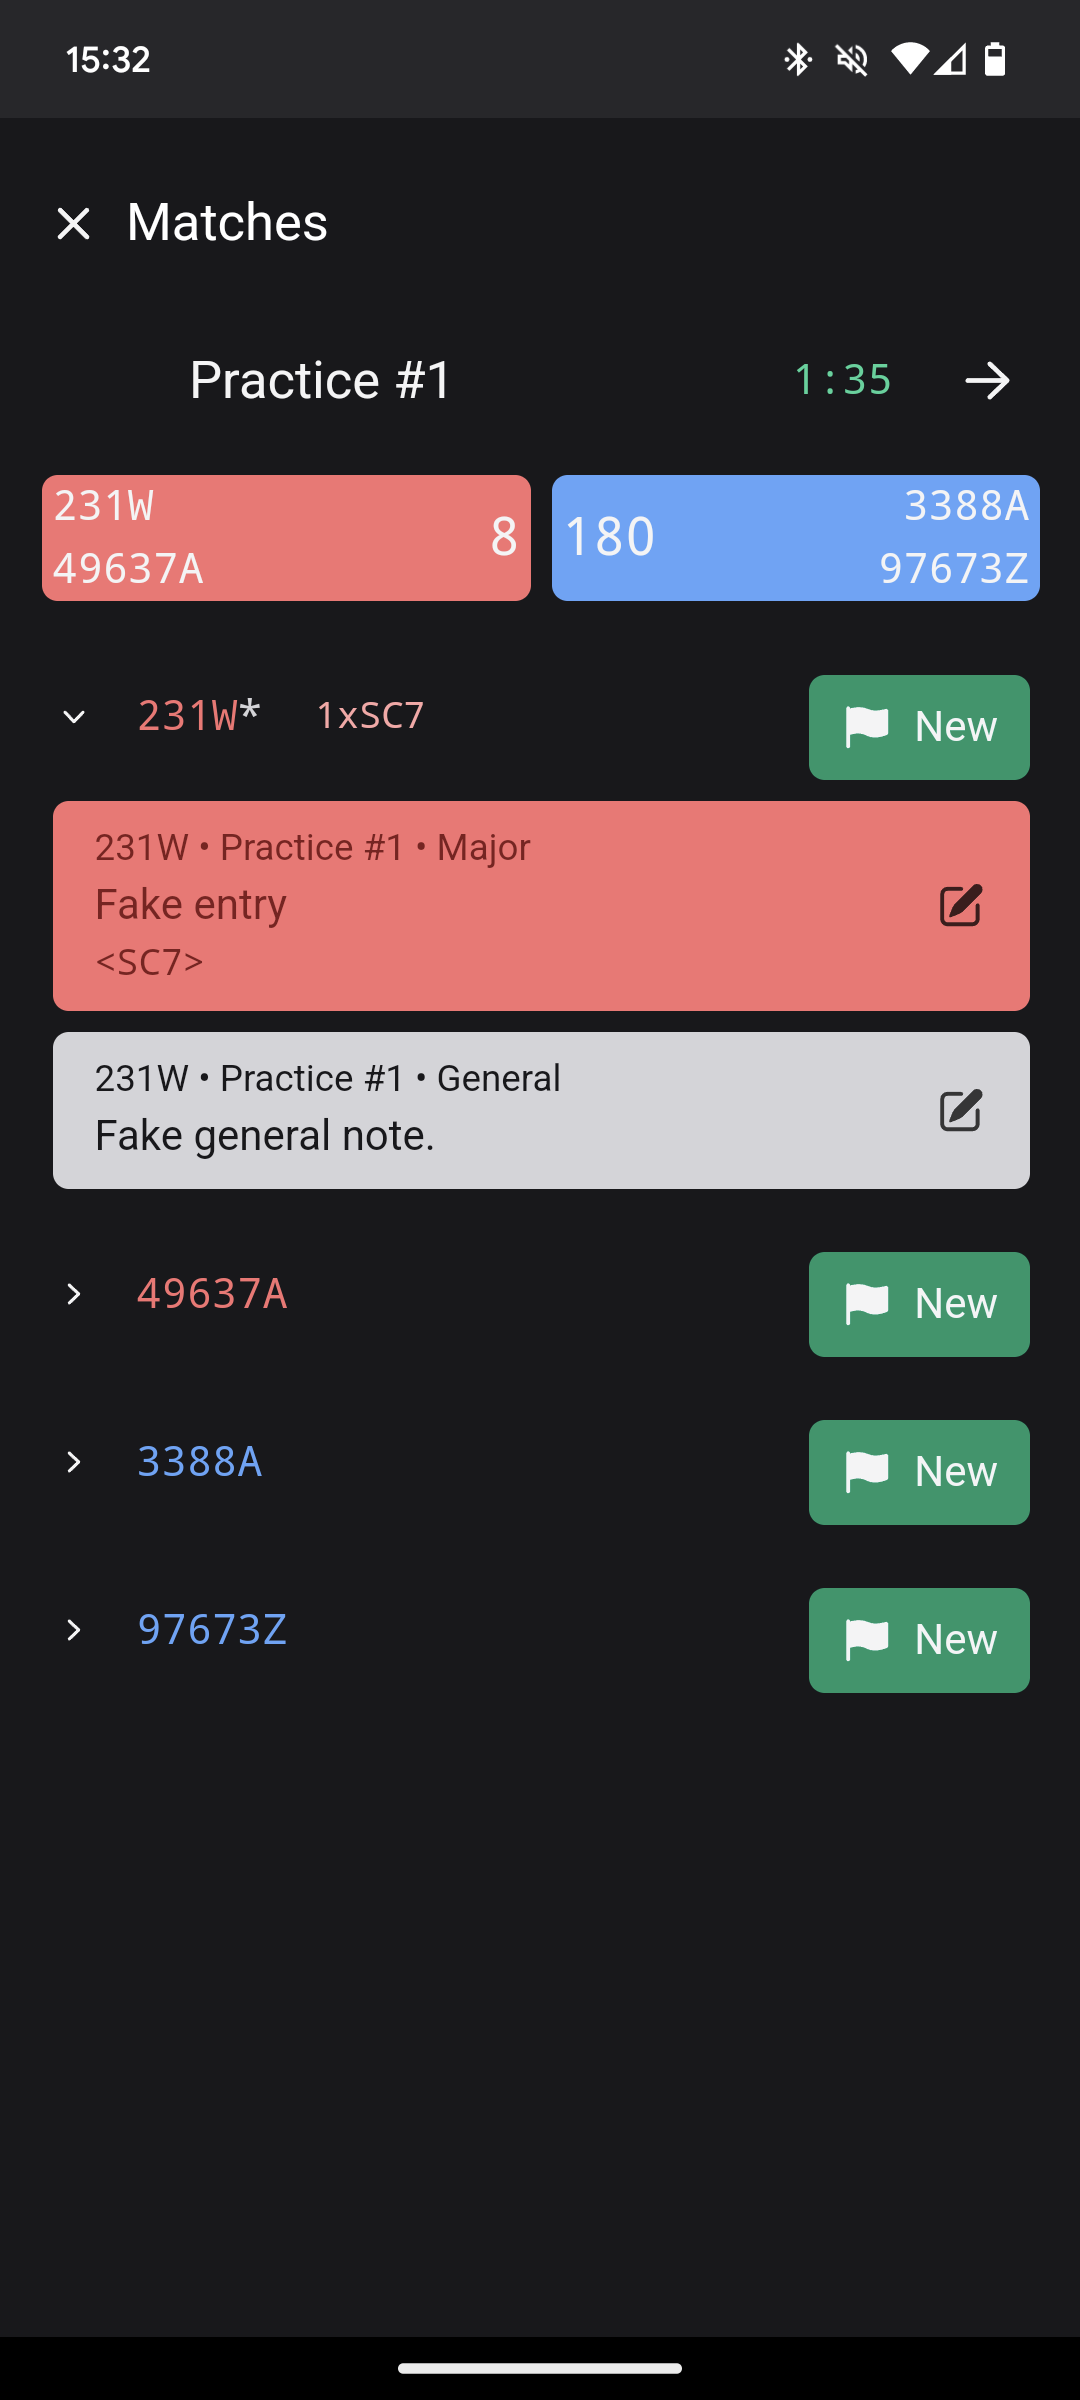 15:32
Matches
Practice #1 1:35
231W
49637A
8
180
3388A
97673Z
231W* 1xSC7 New
231W • Practice #1 • Major
Fake entry
<SC7>
231W • Practice #1 • General
Fake general note.
49637A New
3388A New
97673Z New